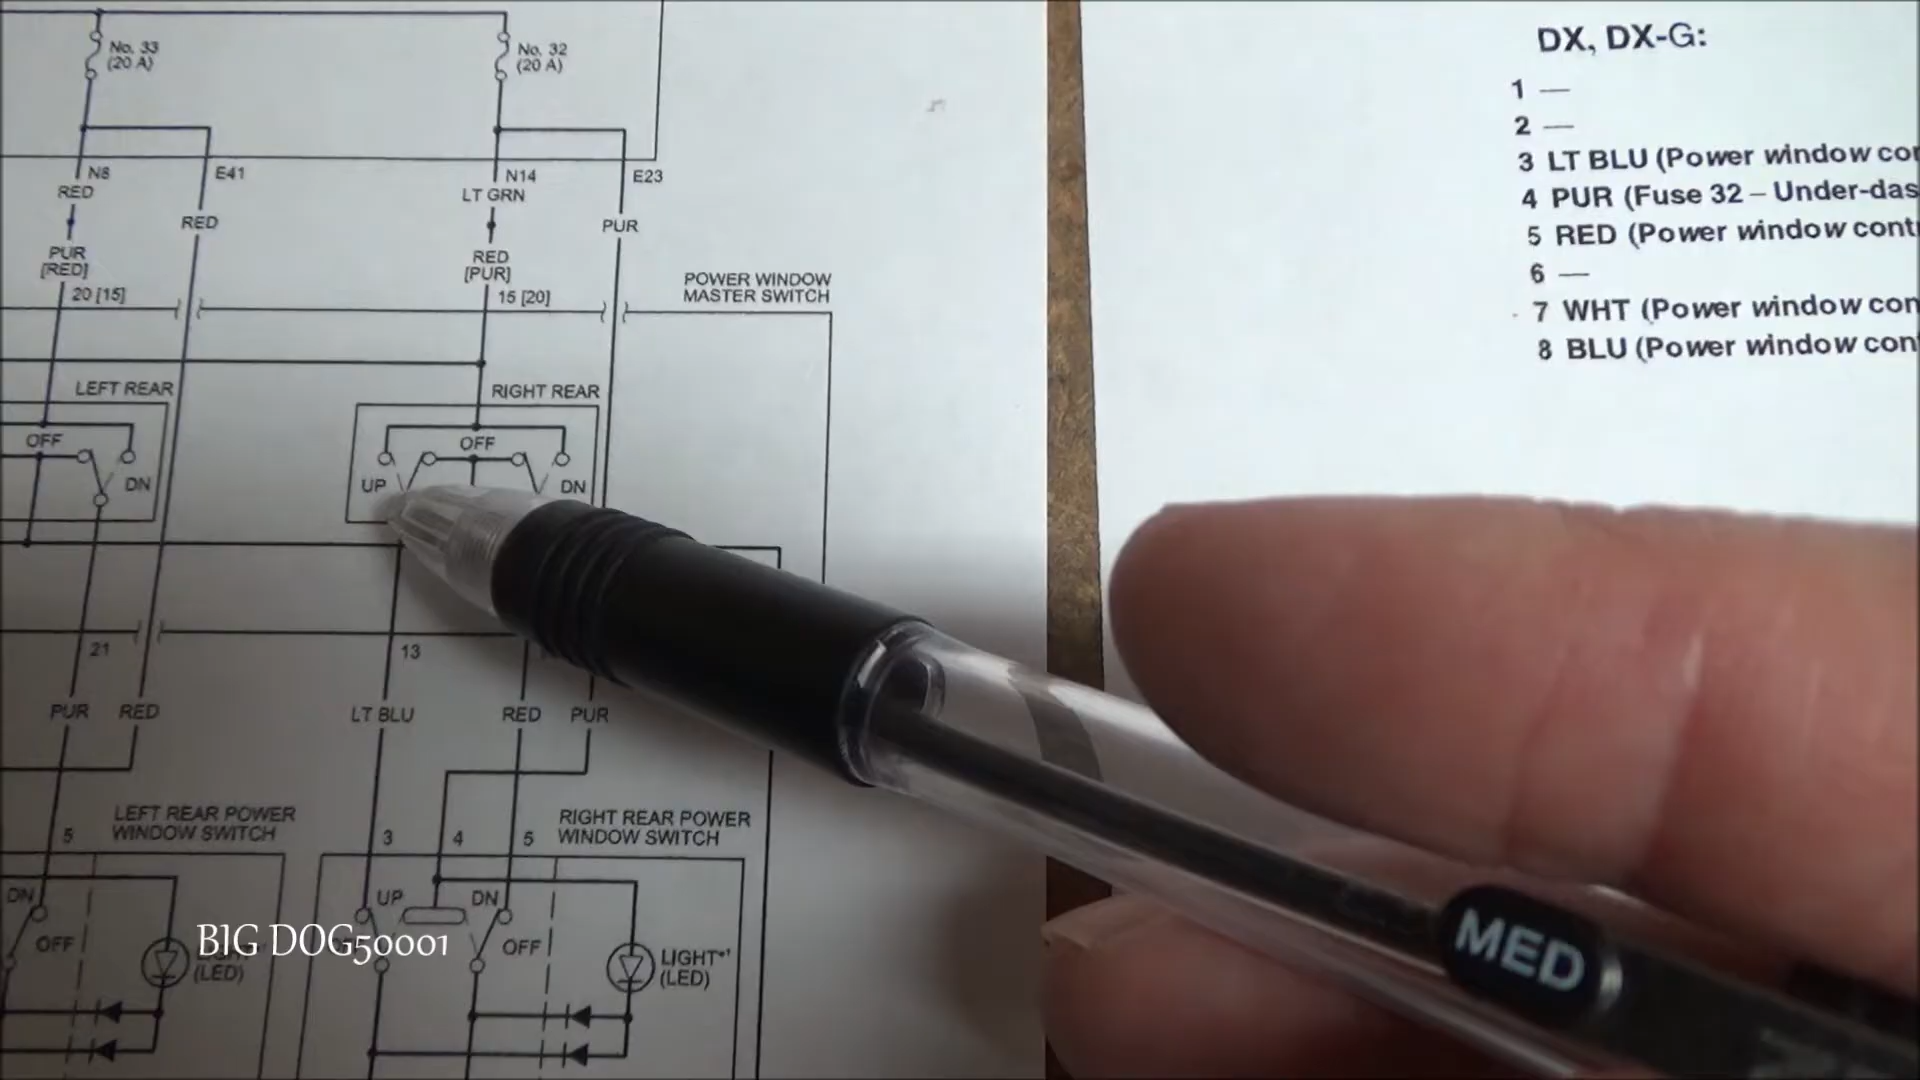 No. 33
(20 A)
No. 32
(20 A)
N8
E41
N14
E23
RED
RED
LT GRN
PUR
PUR
[RED]
RED
[PUR]
20 [15]
15 [20]
POWER WINDOW
MASTER SWITCH
LEFT REAR
RIGHT REAR
OFF
DN
OFF
UP
DN
21
13
PUR
RED
LT BLU
RED
PUR
LEFT REAR POWER
WINDOW SWITCH
RIGHT REAR POWER
WINDOW SWITCH
5
3
4
5
DN
OFF
(LED)
UP
DN
OFF
LIGHT*1
(LED)
BIG DOG50001
DX, DX-G:
1 —
2 —
3 LT BLU (Power window
4 PUR (Fuse 32 – Under-das
5 RED (Power window
6 —
7 WHT (Power window
8 BLU (Power window
MED